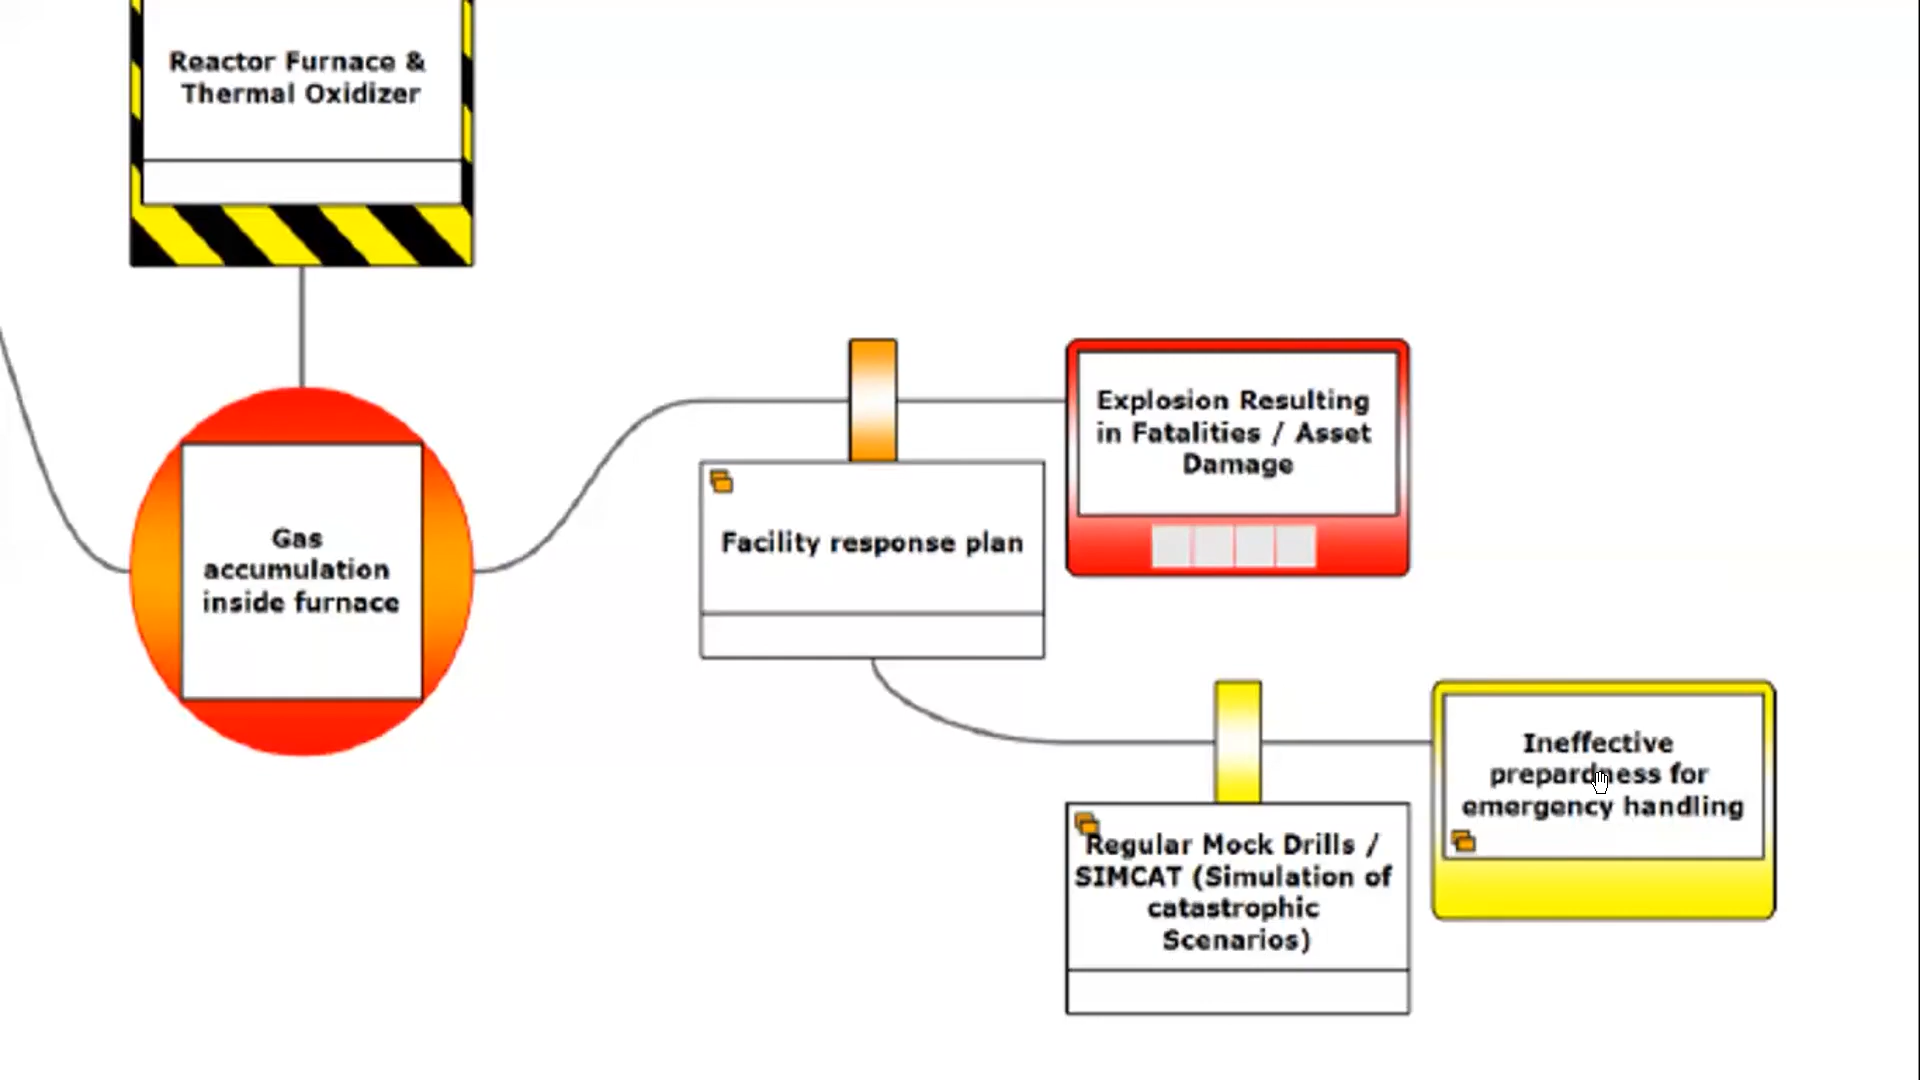 Reactor Furnace &
Thermal Oxidizer
Gas
accumulation
inside furnace
Facility response plan
Explosion Resulting
in Fatalities / Asset
Damage
Regular Mock Drills /
SIMCAT (Simulation of
catastrophic
Scenarios)
Ineffective
prepardness for
emergency handling